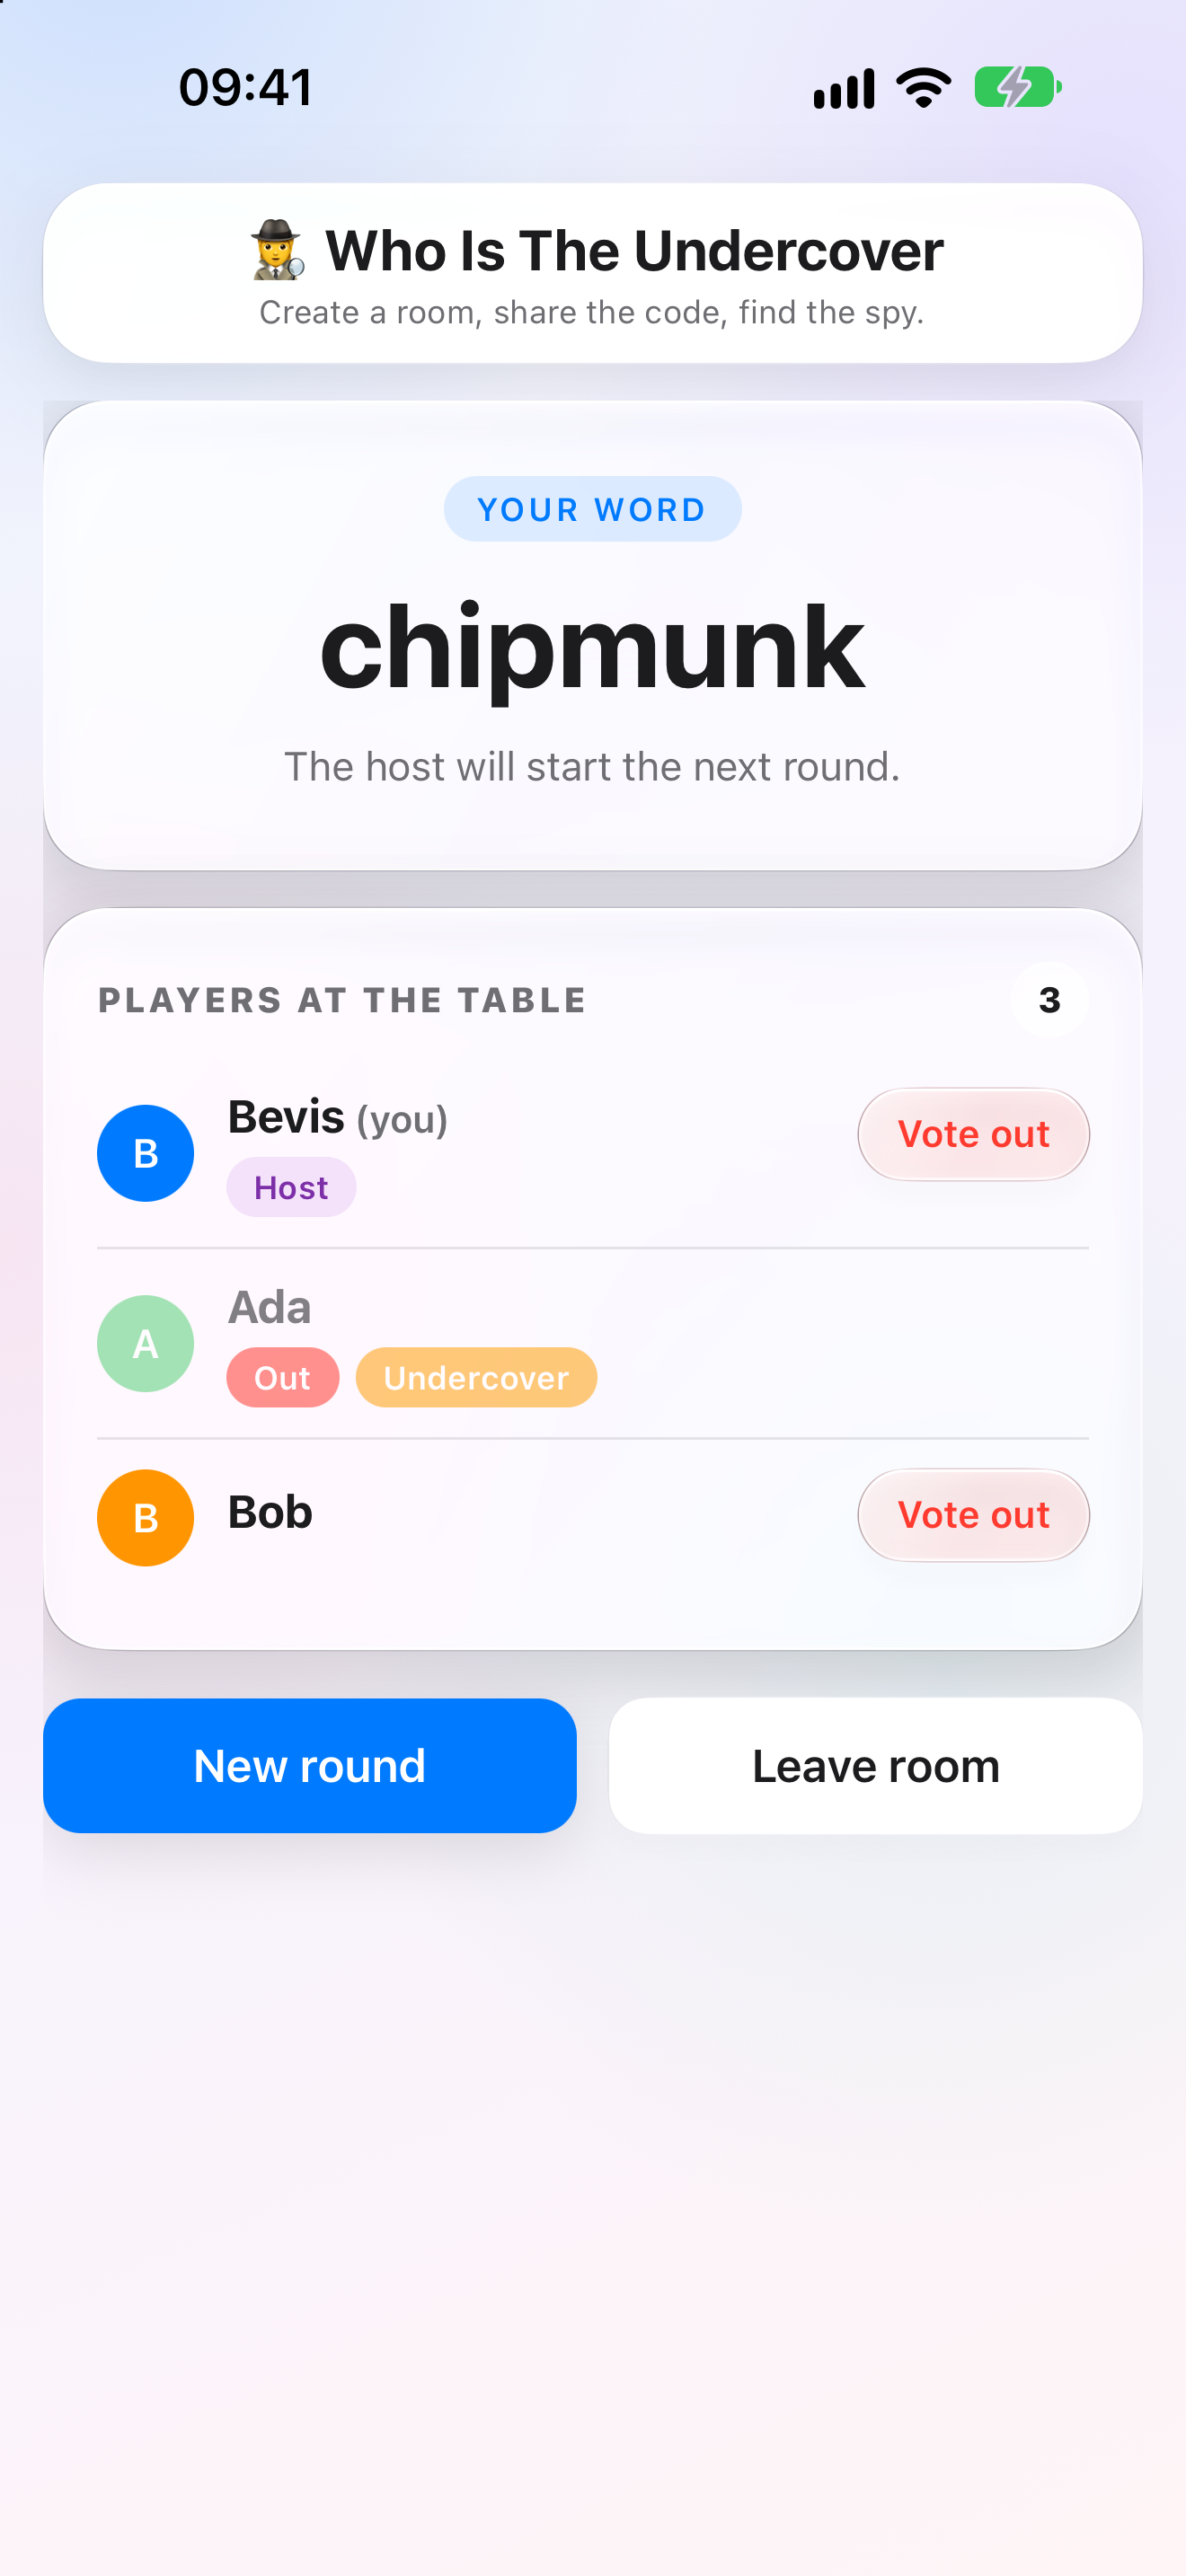 09:41
Who Is The Undercover
Create a room, share the code, find the spy.
YOUR WORD
chipmunk
The host will start the next round.
PLAYERS AT THE TABLE
3
B
Bevis (you)
Host
Vote out
A
Ada
Out
Undercover
B
Bob
Vote out
New round
Leave room